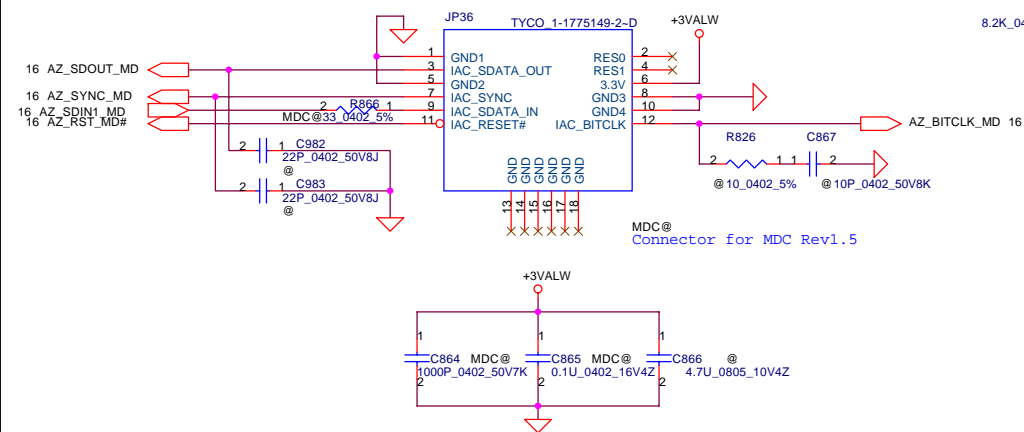 JP36
TYCO_1-1775149-2~D
+3VALW
8.2K_04
1 GND1 RES0 2
16 AZ_SDOUT_MD 3 IAC_SDATA_OUT RES1 4
5 GND2 3.3V 6
16 AZ_SYNC_MD 7 IAC_SYNC GND3 8
16 AZ_SDIN1_MD 2 R866 1 9 IAC_SDATA_IN GND4 10
MDC@33_0402_5%
16 AZ_RST_MD# 11 IAC_RESET# IAC_BITCLK 12 AZ_BITCLK_MD 16
2 1 C982
22P_0402_50V8J
@
2 1 C983
22P_0402_50V8J
@
R826 C867
2 1 1 2
@10_0402_5% @10P_0402_50V8K
GND GND GND GND GND GND
13 14 15 16 17 18
MDC@
Connector for MDC Rev1.5
+3VALW
1 1 1
C864 MDC@ C865 MDC@ C866 @
1000P_0402_50V7K 0.1U_0402_16V4Z 4.7U_0805_10V4Z
2 2 2